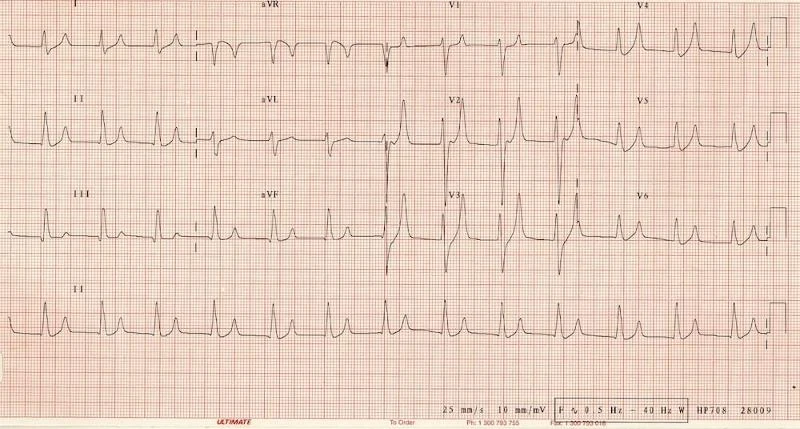 I aVR V1 V4
II aVL V2 V5
III aVF V3 V6
II
25 mm/s 10 mm/mV F ∿ 0.5 Hz - 40 Hz W HP708 28009
ULTIMATE To Order Ph: 1 300 793 755 Fax: 1 300 793 018